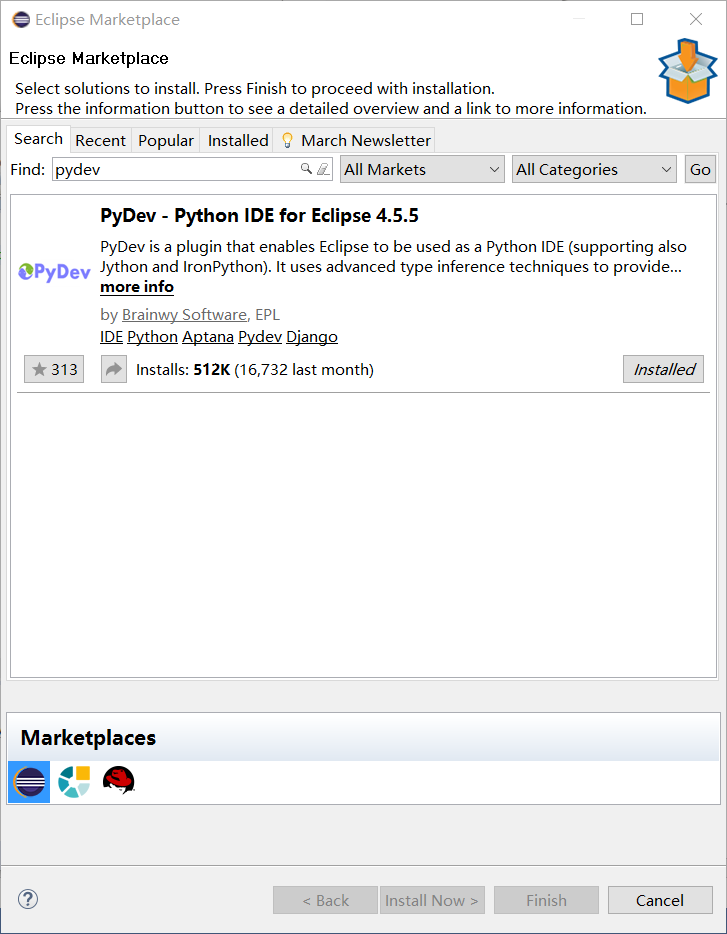 Eclipse Marketplace
Eclipse Marketplace
Select solutions to install. Press Finish to proceed with installation.
Press the information button to see a detailed overview and a link to more information.
Search Recent Popular Installed March Newsletter
Find: pydev All Markets All Categories Go
PyDev - Python IDE for Eclipse 4.5.5
PyDev is a plugin that enables Eclipse to be used as a Python IDE (supporting also
PyDev
Jython and IronPython). It uses advanced type inference techniques to provide...
more info
by Brainwy Software, EPL
IDE Python Aptana Pydev Django
313 Installs: 512K (16,732 last month) Installed
Marketplaces
? < Back Install Now > Finish Cancel